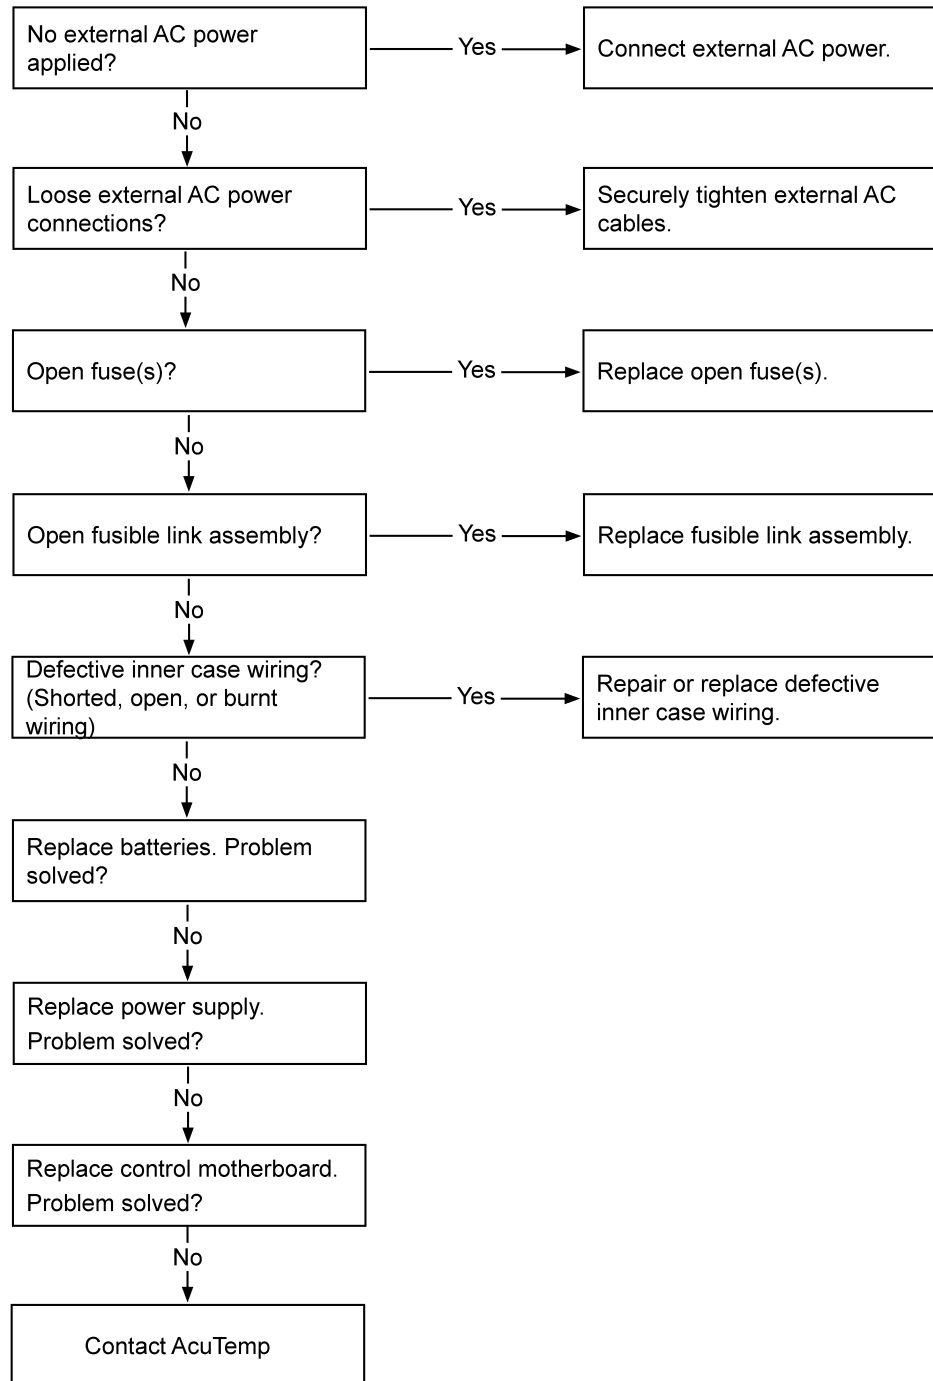 No external AC power
applied?
Yes
Connect external AC power.
No
Loose external AC power
connections?
Yes
Securely tighten external AC
cables.
No
Open fuse(s)?
Yes
Replace open fuse(s).
No
Open fusible link assembly?
Yes
Replace fusible link assembly.
No
Defective inner case wiring?
(Shorted, open, or burnt
wiring)
Yes
Repair or replace defective
inner case wiring.
No
Replace batteries. Problem
solved?
No
Replace power supply.
Problem solved?
No
Replace control motherboard.
Problem solved?
No
Contact AcuTemp